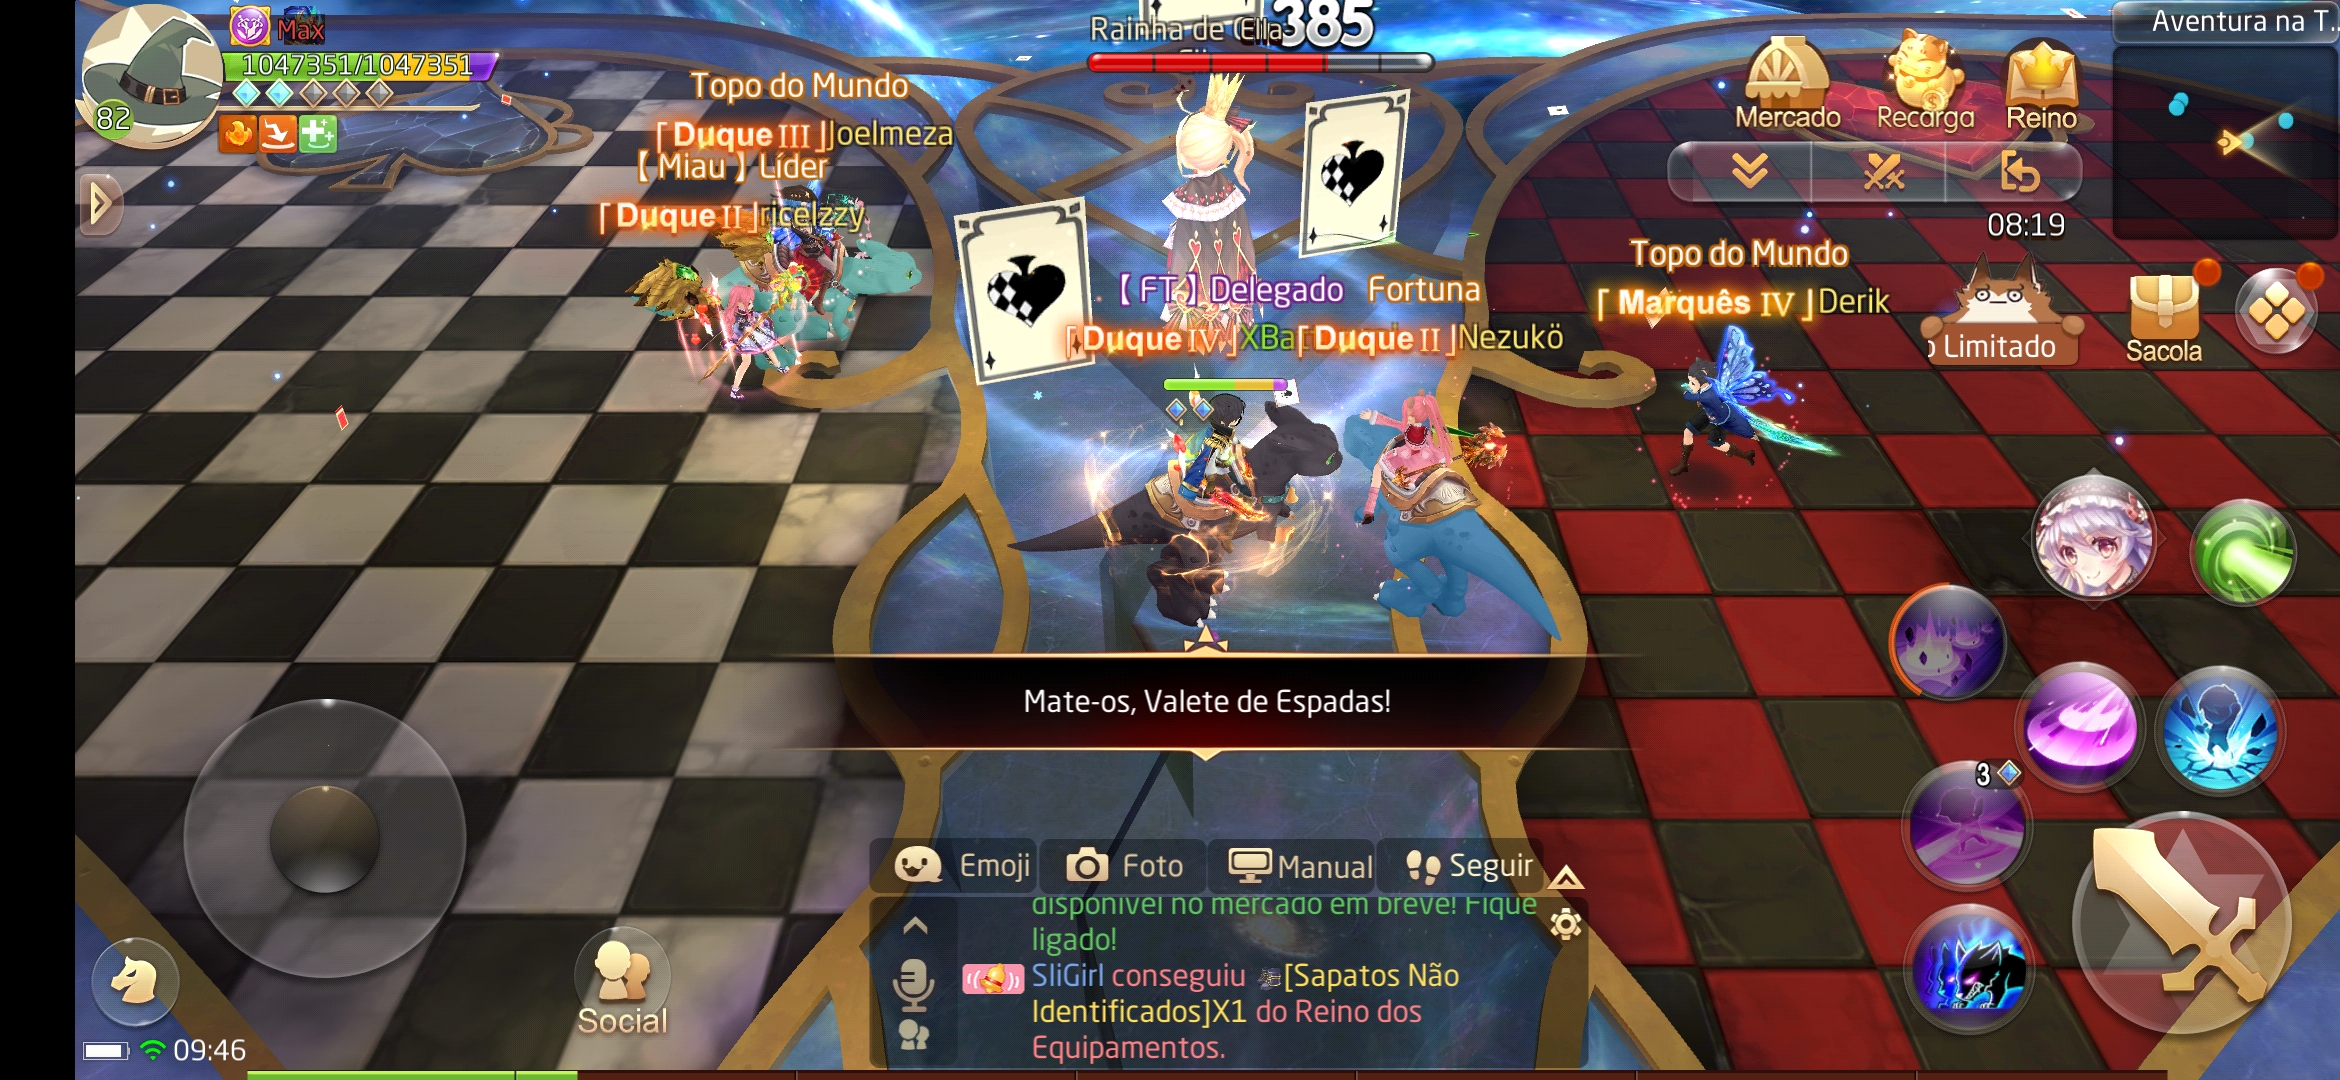 Max
1047351/1047351
82
Rainha de
Ella
385
Aventura na T..
Mercado
Recarga
Reino
08:19
Topo do Mundo
「Duque III」Joelmeza
【Miau】Líder
「Duque II」ricelzzy
【FT】Delegado
Fortuna
「Duque IV」XBa
「Duque II」Nezukö
Topo do Mundo
「Marquês IV」Derik
Limitado
Sacola
Mate-os, Valete de Espadas!
3
Emoji
Foto
Manual
Seguir
disponível no mercado em breve! Fique
ligado!
SliGirl conseguiu [Sapatos Não
Identificados]X1 do Reino dos
Equipamentos.
Social
09:46